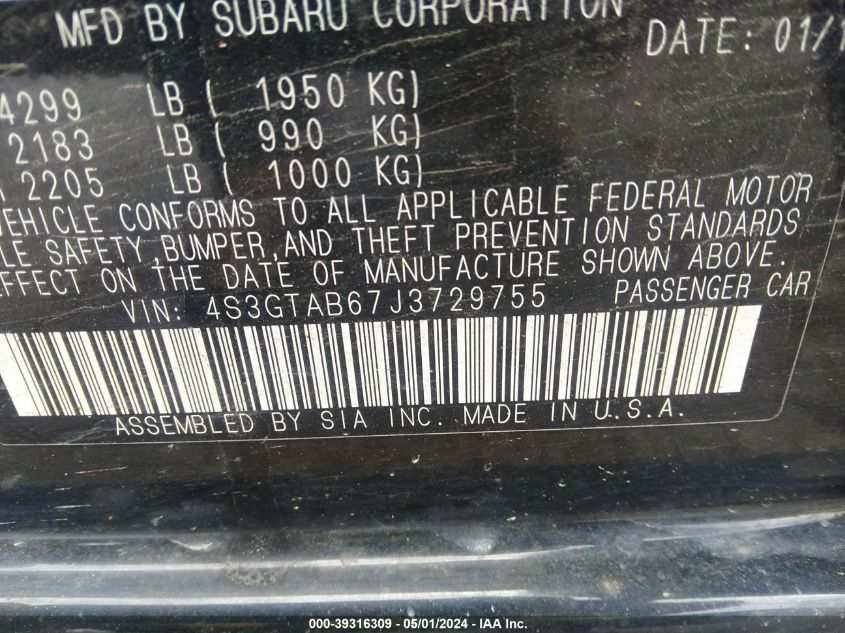 MFD BY SUBARU CORPORATION
DATE: 01/1
4299 LB ( 1950 KG)
2183 LB ( 990 KG)
2205 LB ( 1000 KG)
VEHICLE CONFORMS TO ALL APPLICABLE FEDERAL MOTOR
LE SAFETY,BUMPER,AND THEFT PREVENTION STANDARDS
EFFECT ON THE DATE OF MANUFACTURE SHOWN ABOVE.
VIN: 4S3GTAB67J3729755 PASSENGER CAR
ASSEMBLED BY SIA INC. MADE IN U.S.A.
000-39316309 - 05/01/2024 - IAA Inc.